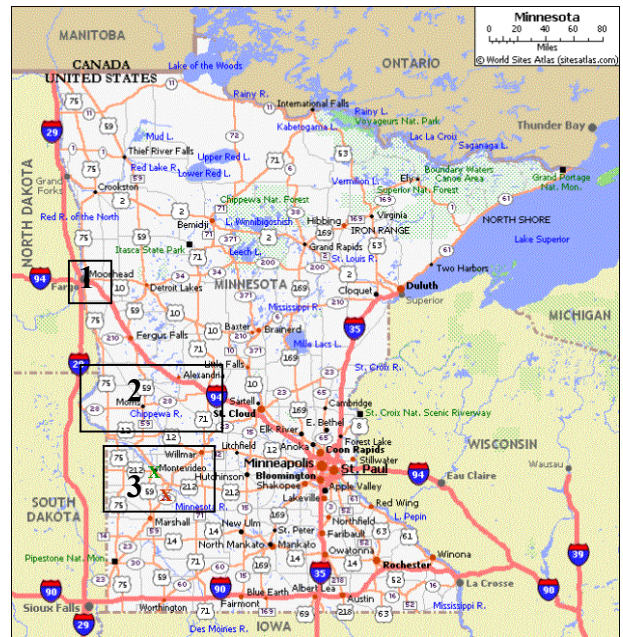 Minnesota
0 20 40 60 80
Miles
© World Sites Atlas (sitesatlas.com)
MANITOBA
Lake of the Woods
ONTARIO
CANADA
UNITED STATES
Rainy R.
International Falls
Rainy L.
Voyageurs Nat. Park
Kabetogama L.
Lac La Croix
Saganaga L.
Thunder Bay
Mud L.
Thief River Falls
Upper Red L.
Red Lake R.
Lower Red L.
Vermilion L.
Ely
Boundary Waters
Canoe Area
Superior Nat. Forest
Grand Portage
Nat. Mon.
Grand
Forks
Crookston
Chippewa Nat. Forest
NORTH DAKOTA
Red R. of the North
Bemidji
L. Winnibigoshish
Hibbing
Virginia
IRON RANGE
NORTH SHORE
Itasca State Park
Leech L.
Grand Rapids
St. Louis R.
Lake Superior
Two Harbors
1
Moorhead
Fargo
Detroit Lakes
MINNESOTA
Cloquet
Duluth
Superior
Mississippi R.
MICHIGAN
Fergus Falls
Baxter
Brainerd
Mille Lacs L.
Little Falls
St. Croix R.
Alexandria
2
Morris
Chippewa R.
Sartell
St. Cloud
Cambridge
St. Croix Nat. Scenic Riverway
E. Bethel
Elk River
Forest Lake
WISCONSIN
Willmar
Litchfield
Anoka
Coon Rapids
Stillwater
Wausau
Montevideo
x
Minneapolis
St. Paul
3
x
Hutchinson
Bloomington
Shakopee
Apple Valley
Eau Claire
Lakeville
SOUTH
DAKOTA
Minnesota R.
Red Wing
L. Pepin
Marshall
New Ulm
St. Peter
Northfield
Faribault
Pipestone Nat. Mon.
North Mankato
Mankato
Owatonna
Winona
Rochester
Sioux Falls
Worthington
Fairmont
Blue Earth
Albert Lea
Austin
La Crosse
Mississippi R.
Des Moines R.
IOWA